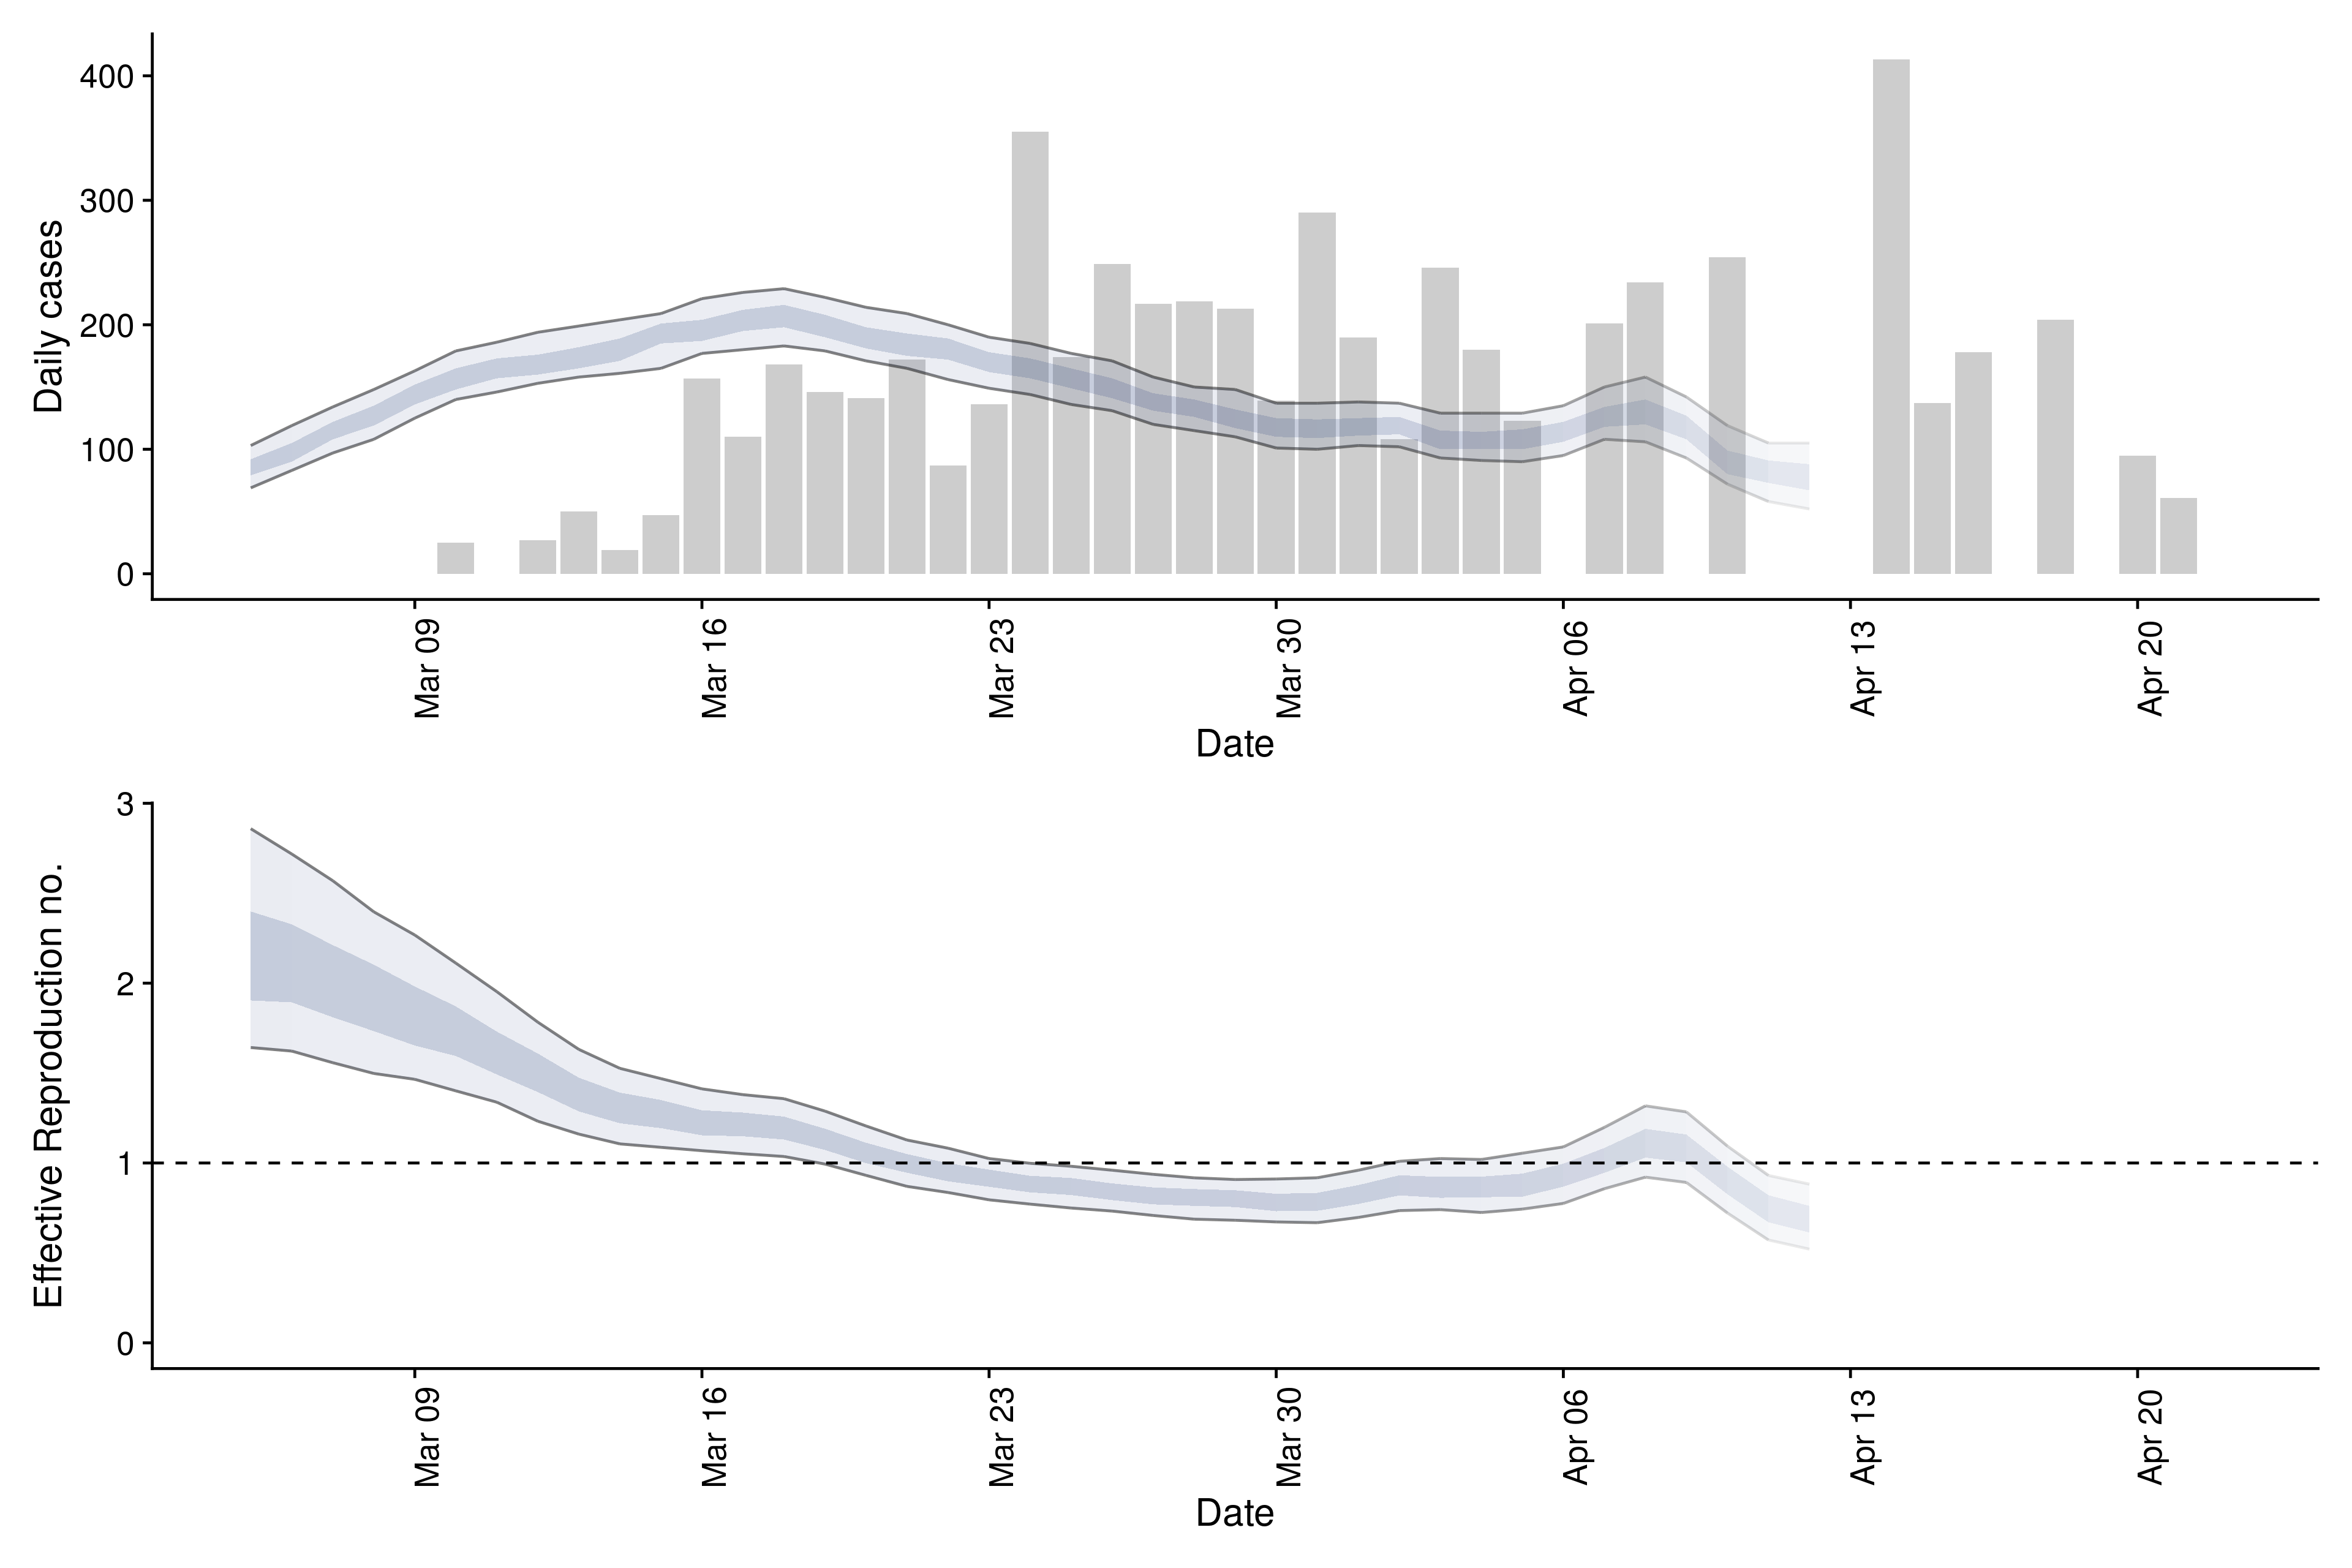 Daily cases
400
300
200
100
0
Mar 09
Mar 16
Mar 23
Mar 30
Apr 06
Apr 13
Apr 20
Date
Effective Reproduction no.
3
2
1
0
Mar 09
Mar 16
Mar 23
Mar 30
Apr 06
Apr 13
Apr 20
Date